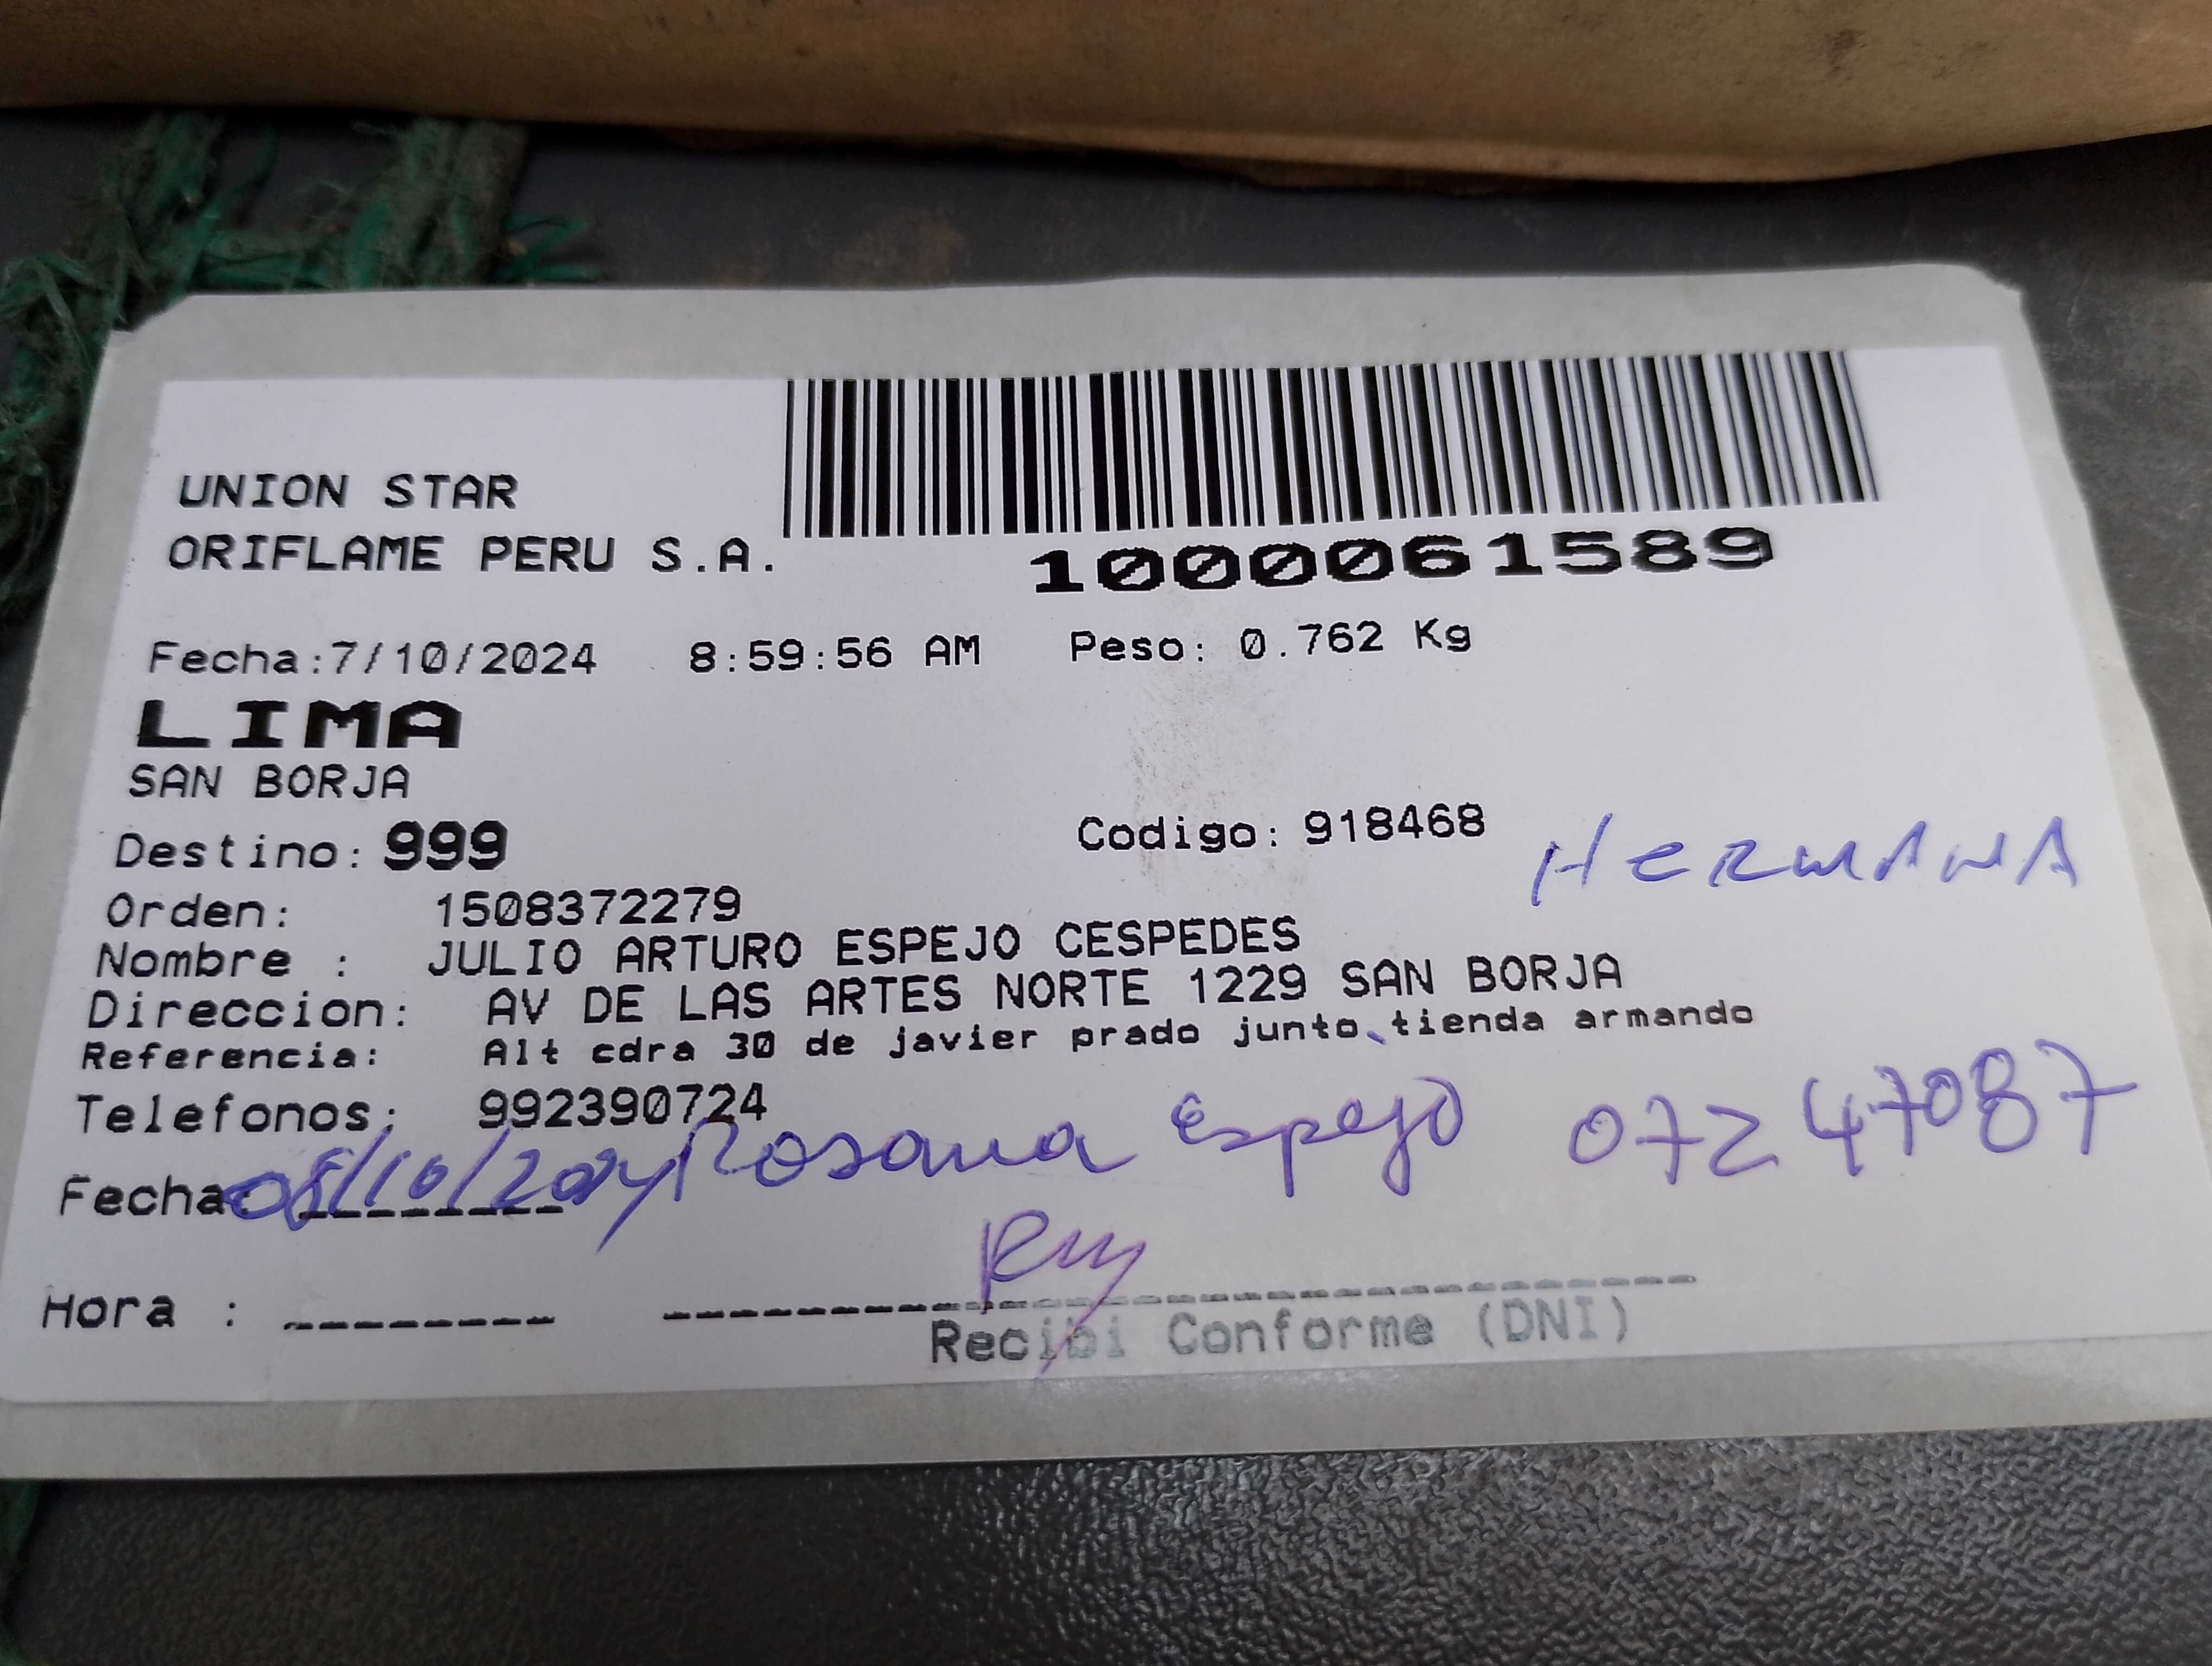 UNION STAR
ORIFLAME PERU S.A.
1000061589
Fecha:7/10/2024 8:59:56 AM Peso: 0.762 Kg
LIMA
SAN BORJA
Destino: 999 Codigo: 918468 HERMANA
Orden: 1508372279
Nombre : JULIO ARTURO ESPEJO CESPEDES
Direccion: AV DE LAS ARTES NORTE 1229 SAN BORJA
Referencia: Alt cdra 30 de javier prado junto tienda armando
Telefonos: 992390724
Rosana Espejo 07247087
Fecha: 08/10/2024
Hora :
Recibi Conforme (DNI)